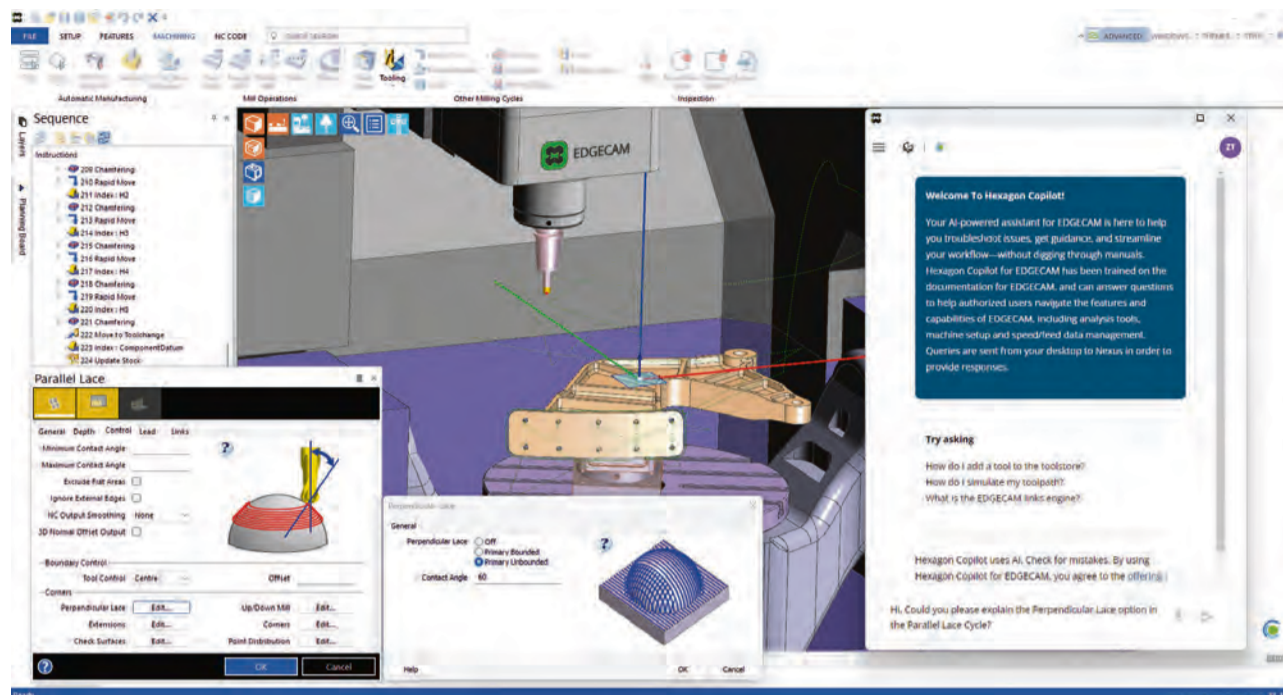 FILE SETUP FEATURES MACHINING NC CODE
ADVANCED
Tooling
Automatic Manufacturing Mill Operations Other Milling Cycles Inspection
Sequence
Layers
Planning Board
Instructions
209 Chamfering
210 Rapid Move
211 Index : H2
212 Chamfering
213 Rapid Move
214 Index : H3
215 Chamfering
216 Rapid Move
217 Index : H4
218 Chamfering
219 Rapid Move
220 Index : H3
221 Chamfering
222 Move to Toolchange
223 Index : ComponentDatum
224 Update Stock
EDGECAM
Parallel Lace
General Depth Control Lead Links
Minimum Contact Angle
Maximum Contact Angle
Exclude Flat Areas
Ignore External Edges
NC Output Smoothing None
3D Normal Offset Output
Boundary Control
Tool Control Centre Offset
Corners
Perpendicular Lace Edit... Up/Down Mill Edit...
Extensions Edit... Corners Edit...
Check Surfaces Edit... Point Distribution Edit...
OK Cancel
Perpendicular Lace
General
Perpendicular Lace Off
Primary Bounded
Primary Unbounded
Contact Angle 60
Help OK Cancel
ZT
Welcome To Hexagon Copilot!
Your AI-powered assistant for EDGECAM is here to help
you troubleshoot issues, get guidance, and streamline
your workflow—without digging through manuals.
Hexagon Copilot for EDGECAM has been trained on the
documentation for EDGECAM, and can answer questions
to help authorized users navigate the features and
capabilities of EDGECAM, including analysis tools,
machine setup and speed/feed data management.
Queries are sent from your desktop to Nexus in order to
provide responses.
Try asking
How do I add a tool to the toolstore?
How do I simulate my toolpath?
What is the EDGECAM links engine?
Hexagon Copilot uses AI. Check for mistakes. By using
Hexagon Copilot for EDGECAM, you agree to the offering
Hi, Could you please explain the Perpendicular Lace option in
the Parallel Lace Cycle?
Ready